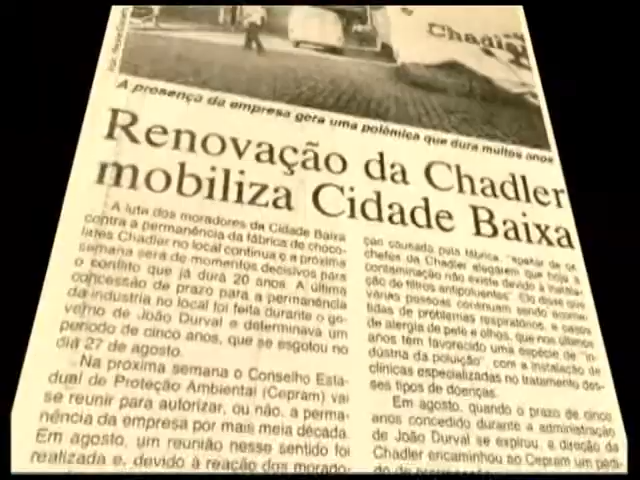 Chadler
A presença da empresa gera uma polêmica que dura muitos anos
Renovação da Chadler
mobiliza Cidade Baixa
A luta dos moradores da Cidade Baixa
contra a permanência da fábrica de choco-
lates Chadler no local continua e a próxima
semana será de momentos decisivos para
o conflito que já dura 20 anos. A última
concessão de prazo para a permanência
da indústria no local foi feita durante o go-
verno de João Durval e determinava um
período de cinco anos, que se esgotou no
dia 27 de agosto.
Na próxima semana o Conselho Esta-
dual de Proteção Ambiental (Cepram) vai
se reunir para autorizar, ou não, a perma-
nência da empresa por mais meia década.
Em agosto, um reunião nesse sentido foi
realizada e, devido à reação dos morado-
ção causada pela fábrica, "apesar de os
chefes da Chadler alegarem que hoje a
contaminação não existe devido à instala-
ção de filtros antipoluentes". Ele disse que
várias pessoas continuam sendo acome-
tidas de problemas respiratórios, e casos
de alergia de pele e olhos, que nos últimos
anos têm favorecido uma espécie de "in-
dústria da poluição" com a instalação de
clínicas especializadas no tratamento des-
ses tipos de doenças.
Em agosto, quando o prazo de cinco
anos concedido durante a administração
de João Durval se expirou, a direção da
Chadler encaminhou ao Cepram um pedi-